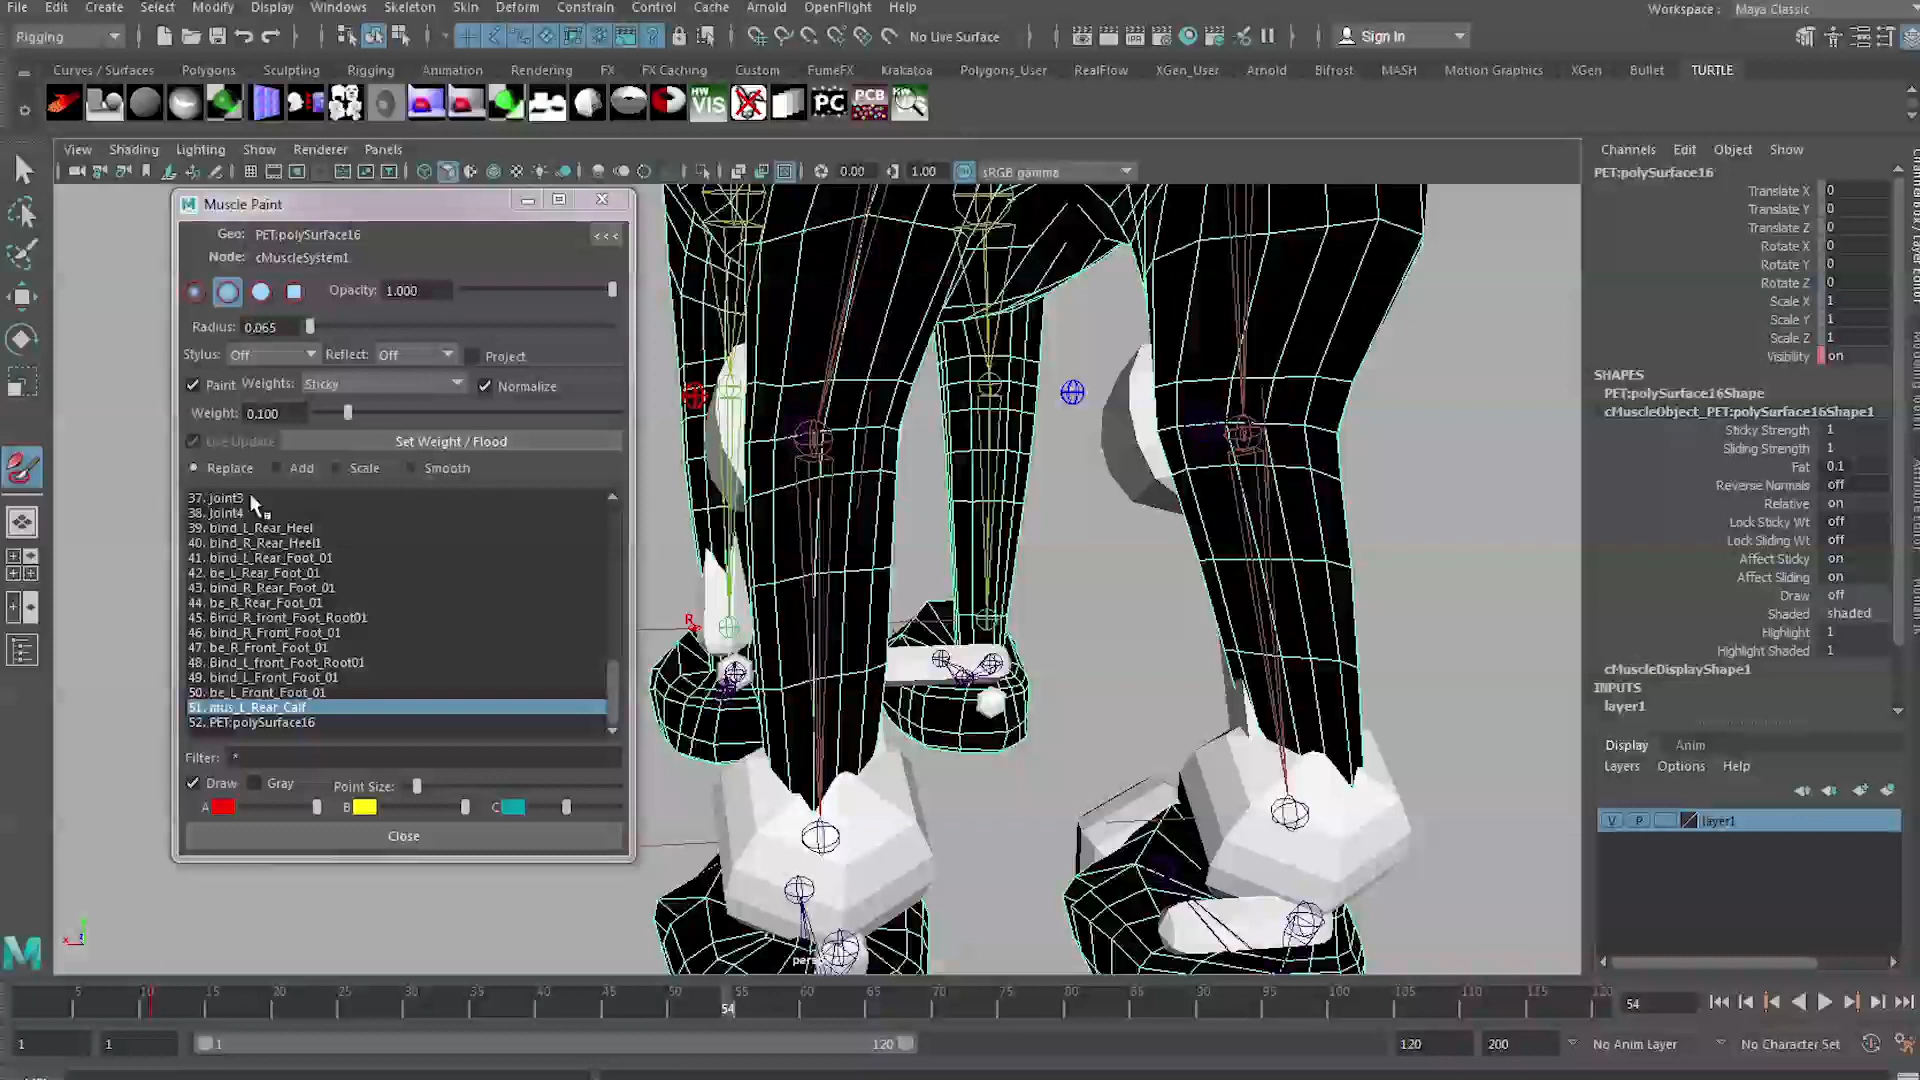 File Edit Create Select Modify Display Windows Skeleton Skin Deform Constrain Control Cache Arnold OpenFlight Help
Workspace : Maya Classic
Rigging
No Live Surface
Sign In
Curves / Surfaces Polygons Sculpting Rigging Animation Rendering FX FX Caching Custom FumeFX Krakatoa Polygons_User RealFlow XGen_User Arnold Bifrost MASH Motion Graphics XGen Bullet TURTLE
HW VIS PC PCB
View Shading Lighting Show Renderer Panels
0.00 1.00 sRGB gamma
Muscle Paint
Geo: PET:polySurface16 <<<
Node: cMuscleSystem1
Opacity: 1.000
Radius: 0.065
Stylus: Off Reflect: Off Project
Paint Weights: Sticky Normalize
Weight: 0.100
Live Update Set Weight / Flood
Replace Add Scale Smooth
37. joint3
38. joint4
39. bind_L_Rear_Heel
40. bind_R_Rear_Heel1
41. bind_L_Rear_Foot_01
42. be_L_Rear_Foot_01
43. bind_R_Rear_Foot_01
44. be_R_Rear_Foot_01
45. Bind_R_front_Foot_Root01
46. bind_R_Front_Foot_01
47. be_R_Front_Foot_01
48. Bind_L_front_Foot_Root01
49. bind_L_Front_Foot_01
50. be_L_Front_Foot_01
51. mus_L_Rear_Calf
52. PET:polySurface16
Filter: *
Draw Gray Point Size:
A B C
Close
R
persp
Channels Edit Object Show
PET:polySurface16
Translate X 0
Translate Y 0
Translate Z 0
Rotate X 0
Rotate Y 0
Rotate Z 0
Scale X 1
Scale Y 1
Scale Z 1
Visibility on
SHAPES
PET:polySurface16Shape
cMuscleObject_PET:polySurface16Shape1
Sticky Strength 1
Sliding Strength 1
Fat 0.1
Reverse Normals off
Relative on
Lock Sticky Wt off
Lock Sliding Wt off
Affect Sticky on
Affect Sliding on
Draw off
Shaded shaded
Highlight 1
Highlight Shaded 1
cMuscleDisplayShape1
INPUTS
layer1
Display Anim
Layers Options Help
V P layer1
5 10 15 20 25 30 35 40 45 50 55 60 65 70 75 80 85 90 95 100 105 110 115 120
54
54
1 1 1 120 120 200 No Anim Layer No Character Set